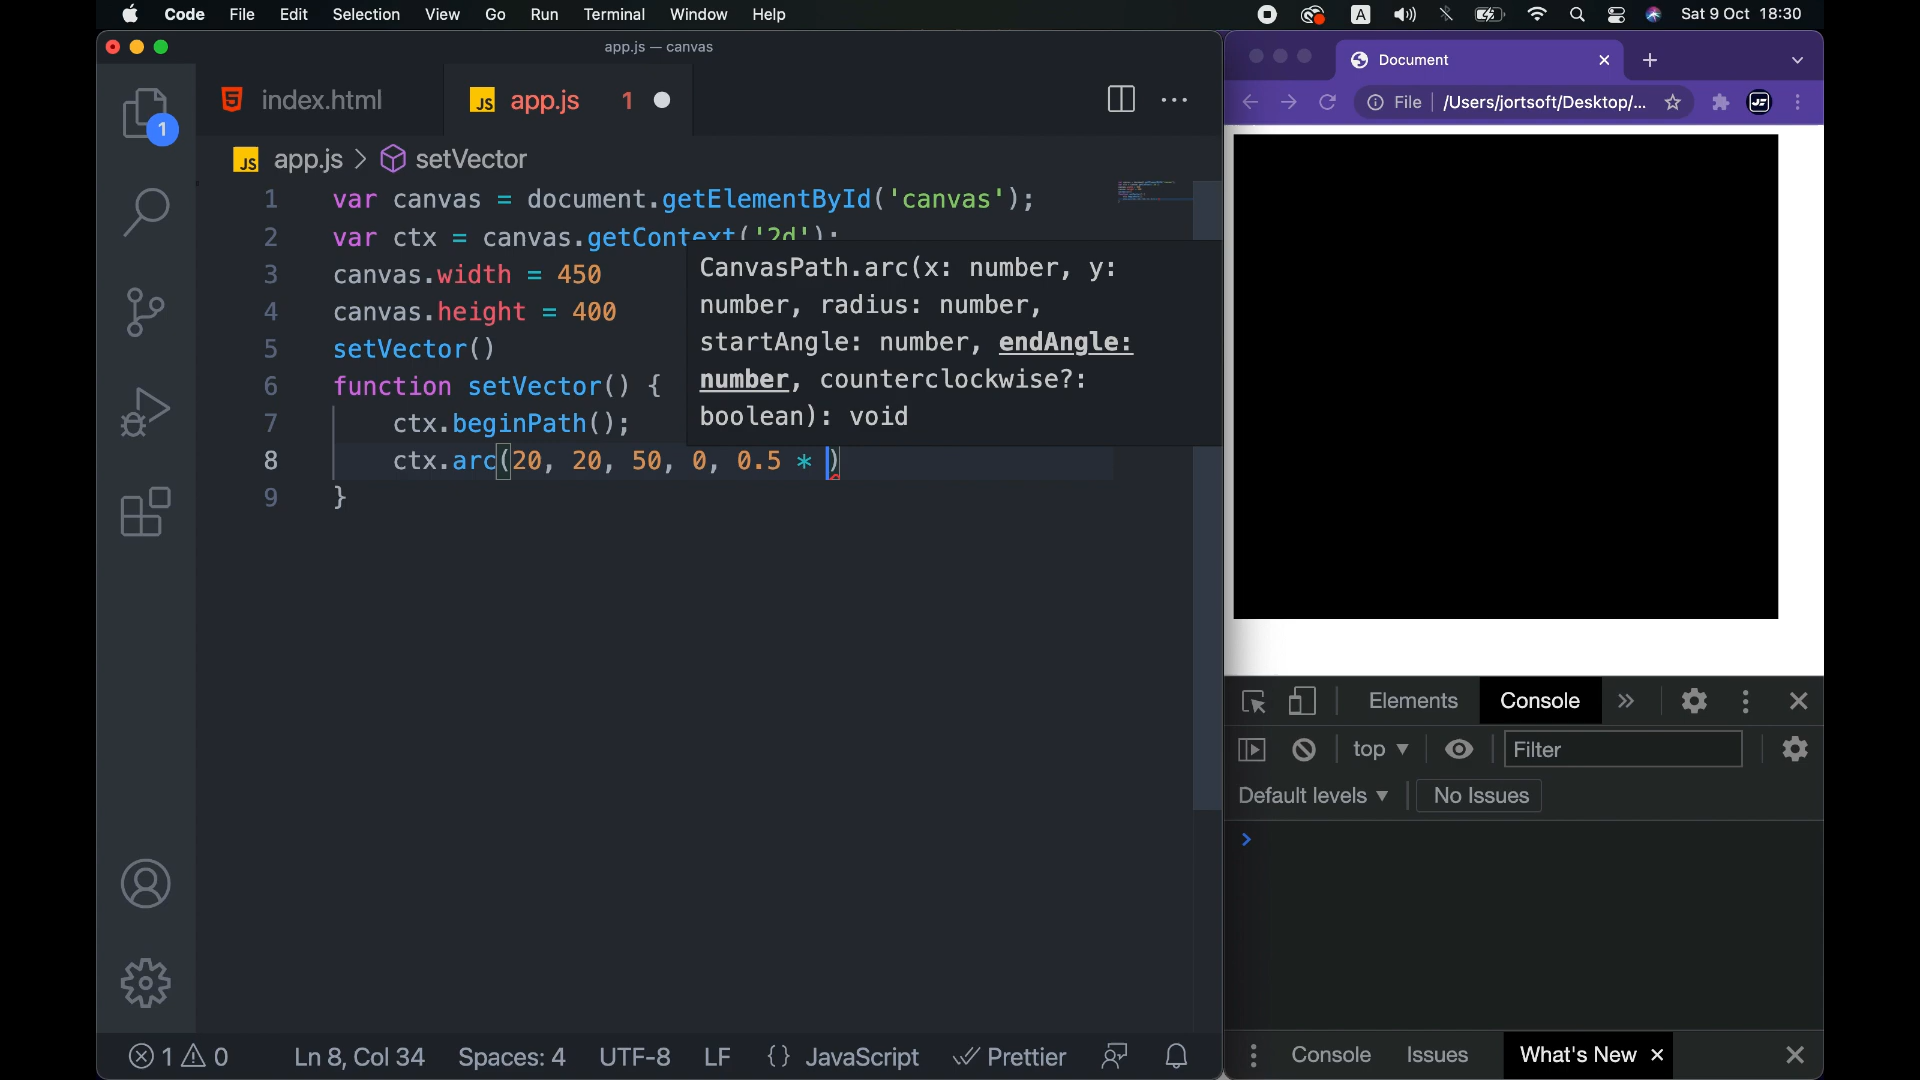 Code File Edit Selection View Go Run Terminal Window Help A Sat 9 Oct 18:30
app.js — canvas
Document
index.html
JS app.js 1
File /Users/jortsoft/Desktop/...
JS app.js > setVector
1 var canvas = document.getElementById('canvas');
2 var ctx = canvas.getContext('2d');
3 canvas.width = 450
4 canvas.height = 400
5 setVector()
6 function setVector() {
7 ctx.beginPath();
8 ctx.arc(20, 20, 50, 0, 0.5 * )
9 }
CanvasPath.arc(x: number, y:
number, radius: number,
startAngle: number, endAngle:
number, counterclockwise?:
boolean): void
1
Elements Console
top Filter
Default levels No Issues
Console Issues What's New
1 0 Ln 8, Col 34 Spaces: 4 UTF-8 LF {} JavaScript Prettier